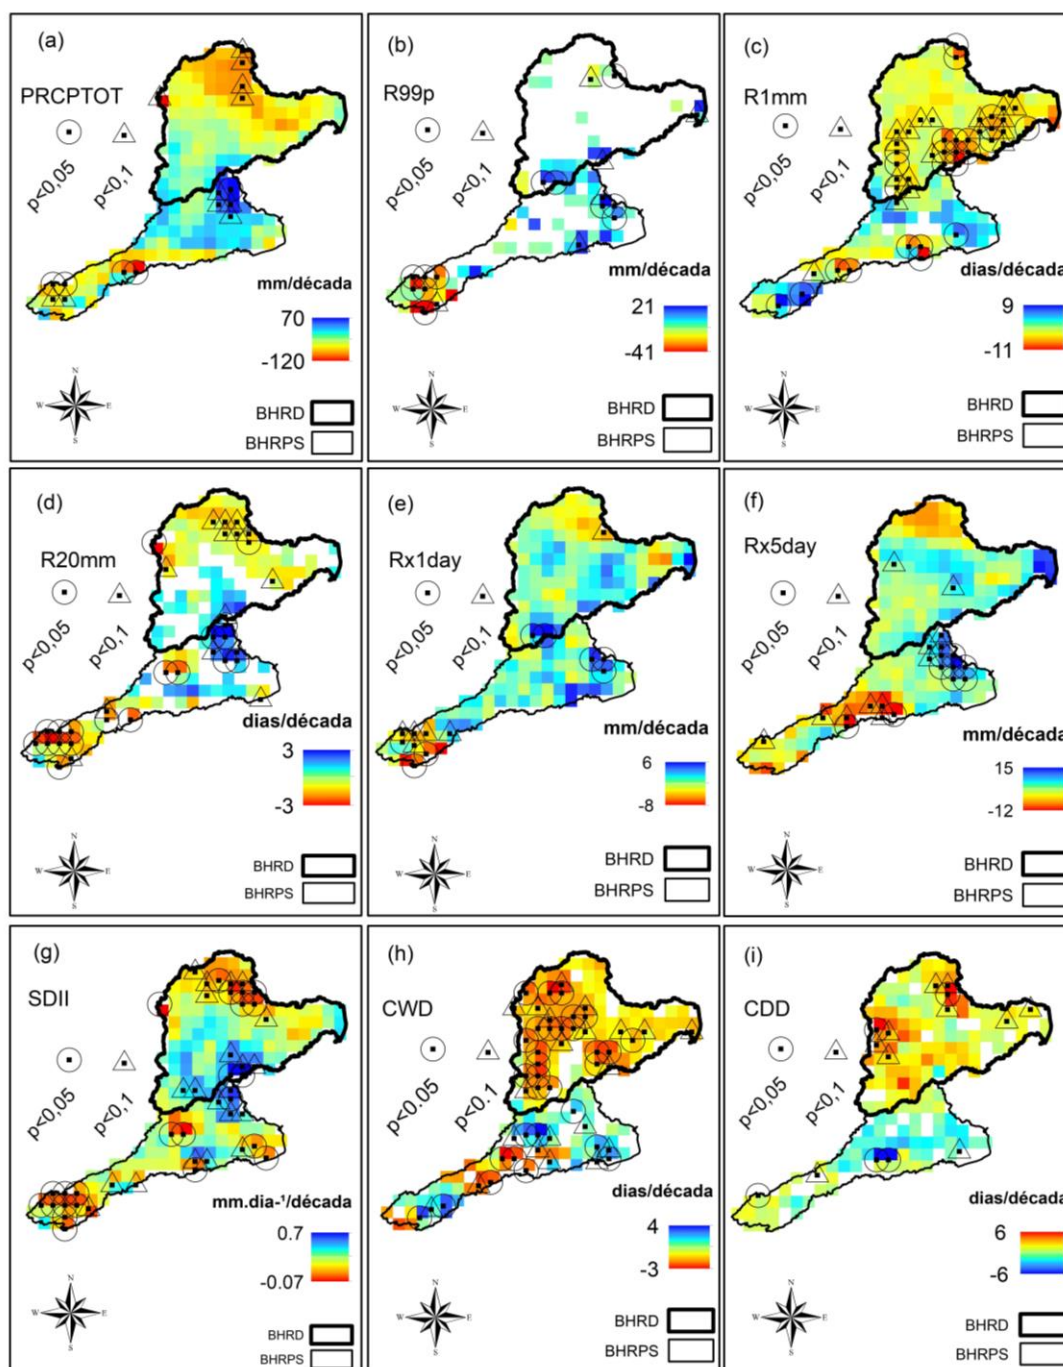 (a)
PRCPTOT
p<0,05
p<0,1
mm/década
70
-120
N
W
E
S
BHRD
BHRPS
(b)
R99p
p<0,05
p<0,1
mm/década
21
-41
N
W
E
S
BHRD
BHRPS
(c)
R1mm
p<0,05
p<0,1
dias/década
9
-11
N
W
E
S
BHRD
BHRPS
(d)
R20mm
p<0,05
p<0,1
dias/década
3
-3
N
W
E
S
BHRD
BHRPS
(e)
Rx1day
p<0,05
p<0,1
mm/década
6
-8
N
W
E
S
BHRD
BHRPS
(f)
Rx5day
p<0,05
p<0,1
mm/década
15
-12
N
W
E
S
BHRD
BHRPS
(g)
SDII
p<0,05
p<0,1
mm.dia-¹/década
0.7
-0.07
N
W
E
S
BHRD
BHRPS
(h)
CWD
p<0.05
p<0.1
dias/década
4
-3
N
W
E
S
BHRD
BHRPS
(i)
CDD
p<0,05
p<0,1
dias/década
6
-6
N
W
E
S
BHRD
BHRPS